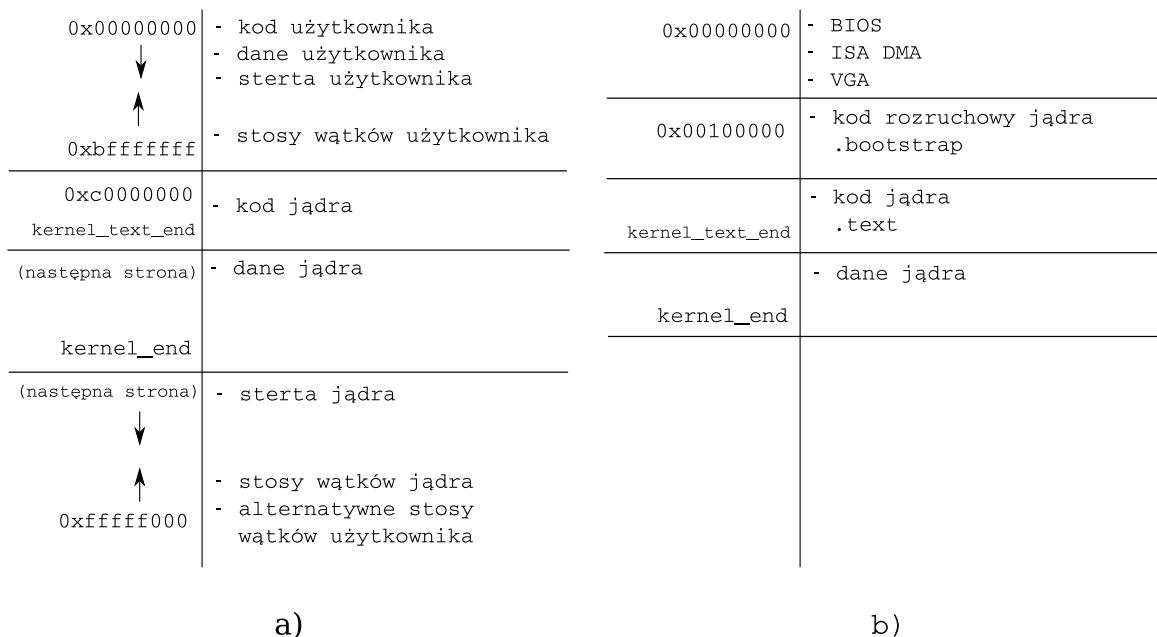 0x00000000
- kod użytkownika
- dane użytkownika
- sterta użytkownika
- stosy wątków użytkownika
0xbfffffff
0xc0000000
- kod jądra
kernel_text_end
(następna strona)
- dane jądra
kernel_end
(następna strona)
- sterta jądra
- stosy wątków jądra
- alternatywne stosy
wątków użytkownika
0xfffff000
a)
0x00000000
- BIOS
- ISA DMA
- VGA
0x00100000
- kod rozruchowy jądra
.bootstrap
- kod jądra
.text
kernel_text_end
- dane jądra
kernel_end
b)